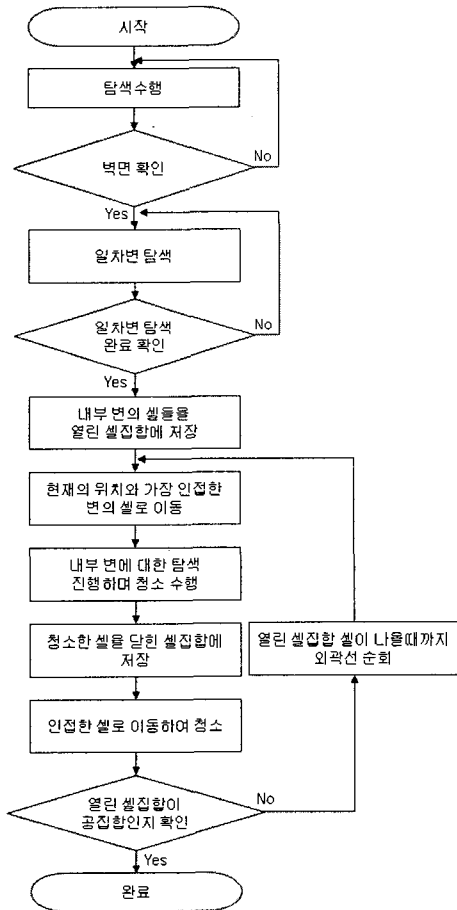 시작
탐색수행
벽면 확인
No
Yes
일차변 탐색
일차변 탐색
완료 확인
No
Yes
내부 변의 셀들을
열린 셀집합에 저장
현재의 위치와 가장 인접한
변의 셀로 이동
내부 변에 대한 탐색
진행하며 청소 수행
청소한 셀을 닫힌 셀집합에
저장
열린 셀집합 셀이 나올때까지
외곽선 순회
인접한 셀로 이동하여 청소
열린 셀집합이
공집합인지 확인
No
Yes
완료